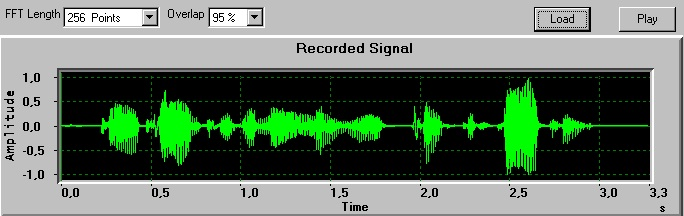 FFT Length 256 Points Overlap 95 % Load Play
Recorded Signal
Amplitude
1,0
0,5
0,0
-0,5
-1,0
0,0 0,5 1,0 1,5 2,0 2,5 3,0 3,3
Time s